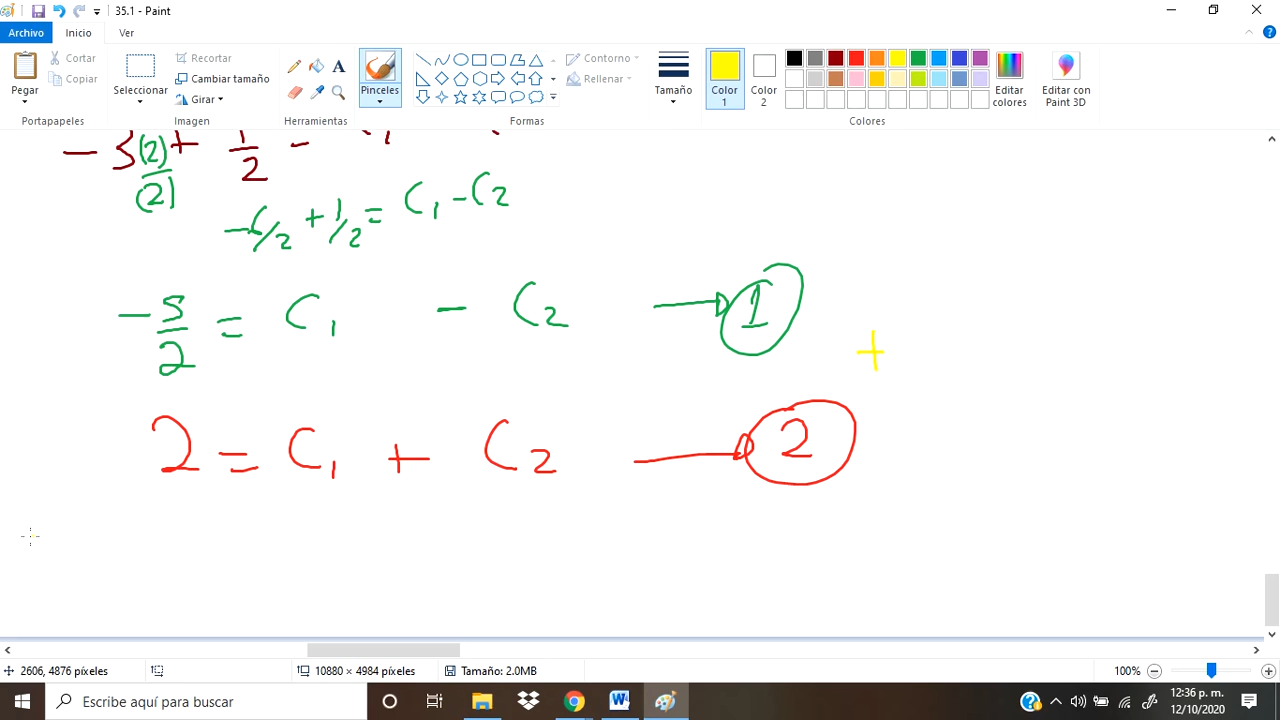 35.1 - Paint
Archivo Inicio Ver
Pegar
Cortar
Copiar
Portapapeles
Seleccionar
Recortar
Cambiar tamaño
Girar
Imagen
Herramientas
Pinceles
Contorno
Rellenar
Formas
Tamaño
Color 1
Color 2
Editar colores
Editar con Paint 3D
Colores
- 3(2)/(2) + 1/2 -
-6/2 + 1/2 = C1 - C2
-5/2 = C1 - C2 → 1
+
2 = C1 + C2 → 2
2606, 4876 píxeles
10880 × 4984 píxeles
Tamaño: 2.0MB
100%
Escribe aquí para buscar
12:36 p. m.
12/10/2020